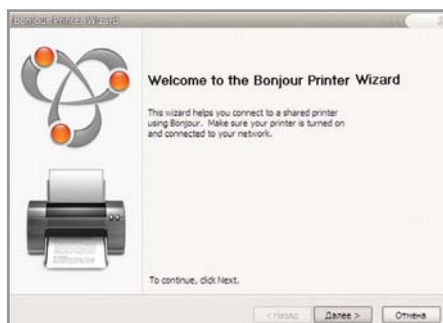 Bonjour Printer Wizard
Welcome to the Bonjour Printer Wizard
This wizard helps you connect to a shared printer
using Bonjour. Make sure your printer is turned on
and connected to your network.
To continue, click Next.
< Назад Далее > Отмена